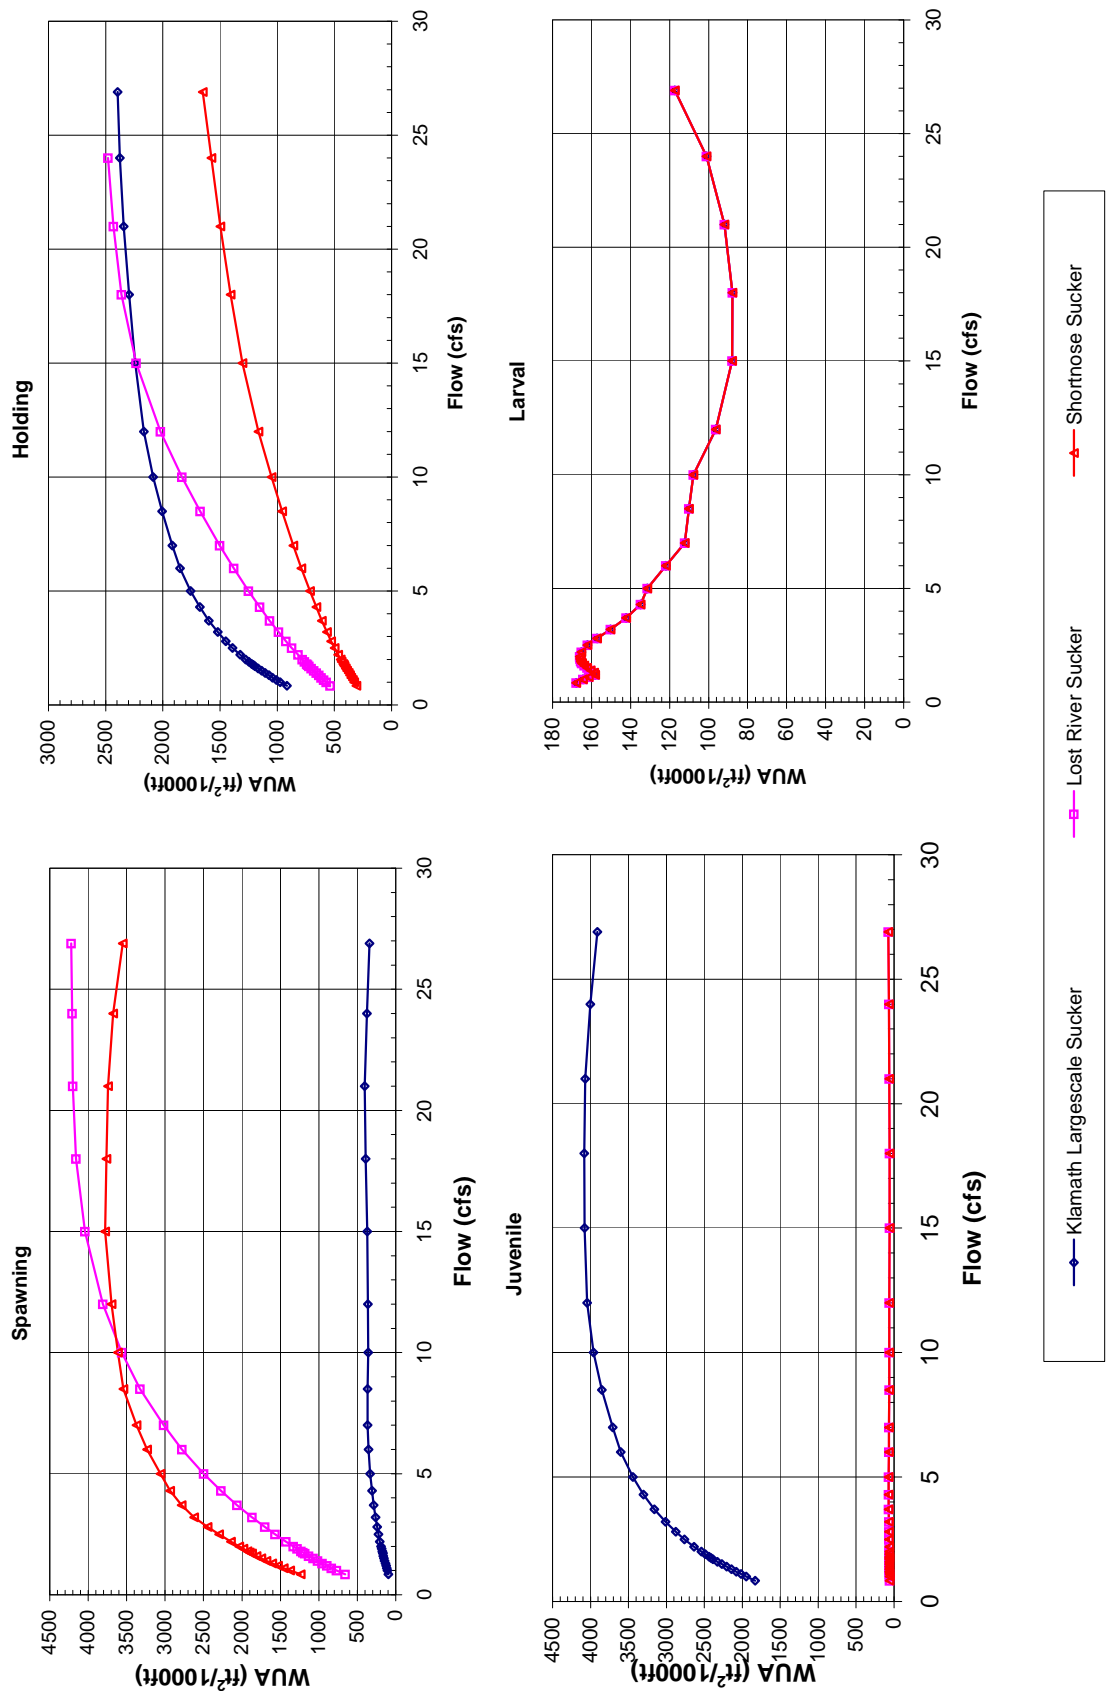 Spawning
4500
4000
3500
3000
2500
2000
1500
1000
500
0
WUA (ft²/1000ft)
0 5 10 15 20 25 30
Flow (cfs)
Holding
3000
2500
2000
1500
1000
500
0
WUA (ft²/1000ft)
0 5 10 15 20 25 30
Flow (cfs)
Juvenile
4500
4000
3500
3000
2500
2000
1500
1000
500
0
WUA (ft²/1000ft)
0 5 10 15 20 25 30
Flow (cfs)
Larval
180
160
140
120
100
80
60
40
20
0
WUA (ft²/1000ft)
0 5 10 15 20 25 30
Flow (cfs)
Klamath Largescale Sucker Lost River Sucker Shortnose Sucker